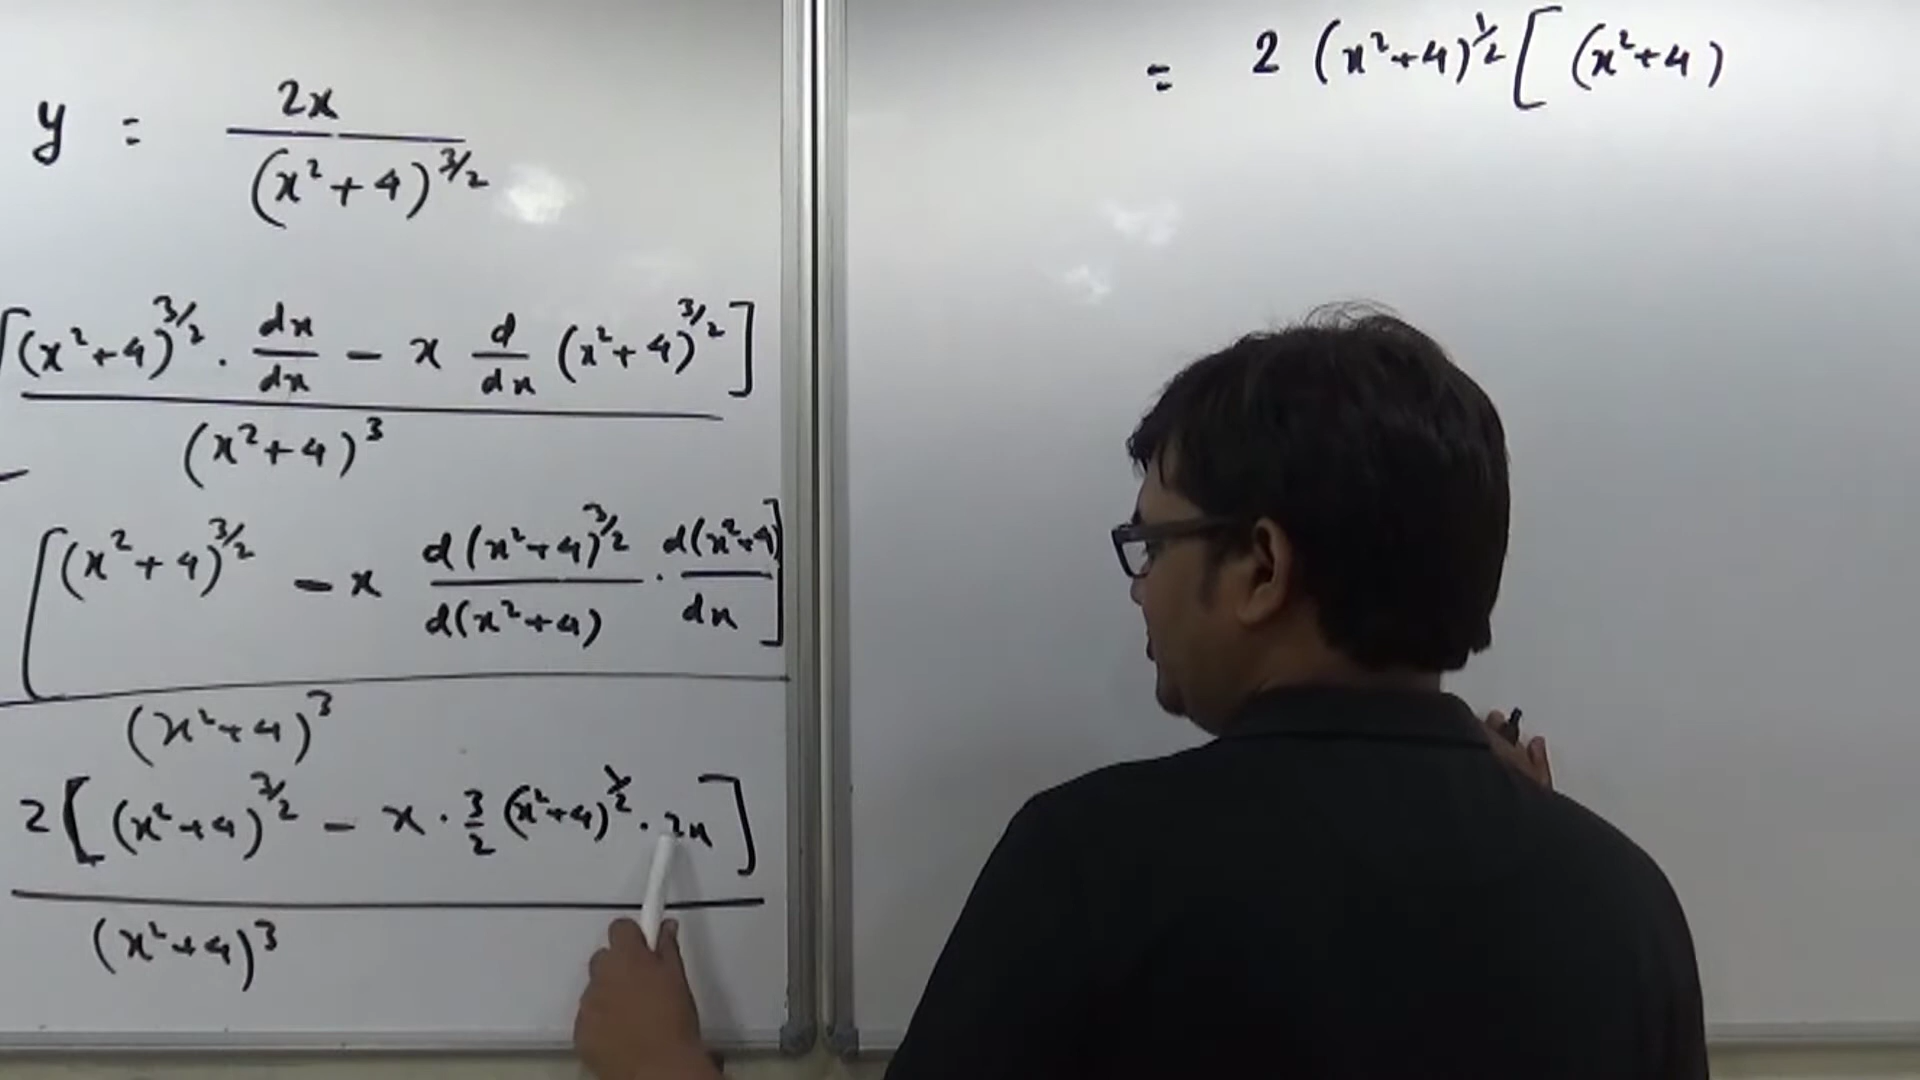 y = 2x / (x²+4)^3/2
[(x²+4)^3/2 . dx/dx - x d/dx (x²+4)^3/2]
(x²+4)^3
[(x²+4)^3/2 - x d(x²+4)^3/2 / d(x²+4) . d(x²+4)/dx]
(x²+4)^3
2[(x²+4)^3/2 - x . 3/2 (x²+4)^1/2 . 2x]
(x²+4)^3
= 2 (x²+4)^1/2 [(x²+4)